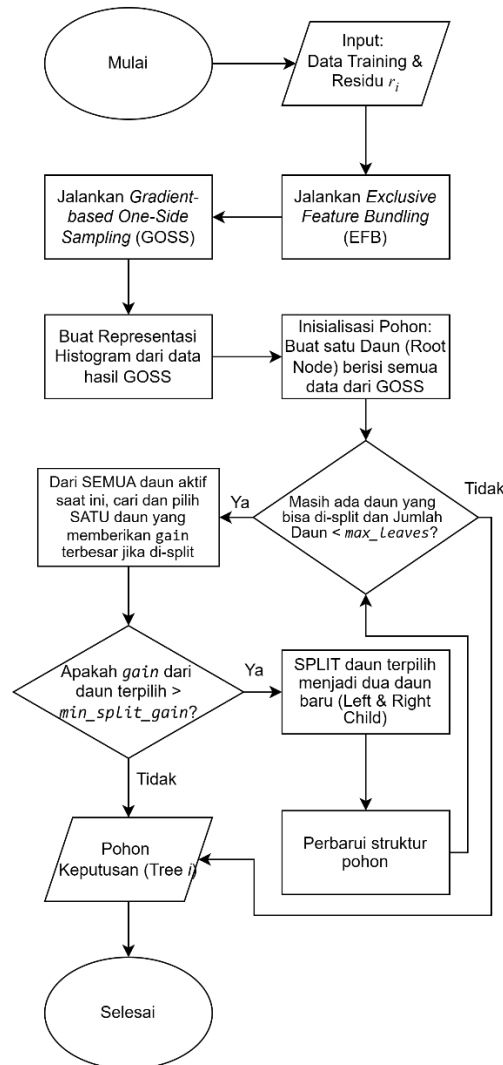 Mulai
Input:
Data Training &
Residu r_i
Jalankan Exclusive
Feature Bundling
(EFB)
Jalankan Gradient-
based One-Side
Sampling (GOSS)
Buat Representasi
Histogram dari data
hasil GOSS
Inisialisasi Pohon:
Buat satu Daun (Root
Node) berisi semua
data dari GOSS
Masih ada daun yang
bisa di-split dan Jumlah
Daun < max_leaves?
Ya
Tidak
Dari SEMUA daun aktif
saat ini, cari dan pilih
SATU daun yang
memberikan gain
terbesar jika di-split
Apakah gain dari
daun terpilih >
min_split_gain?
Ya
Tidak
SPLIT daun terpilih
menjadi dua daun
baru (Left & Right
Child)
Perbarui struktur
pohon
Pohon
Keputusan (Tree i)
Selesai